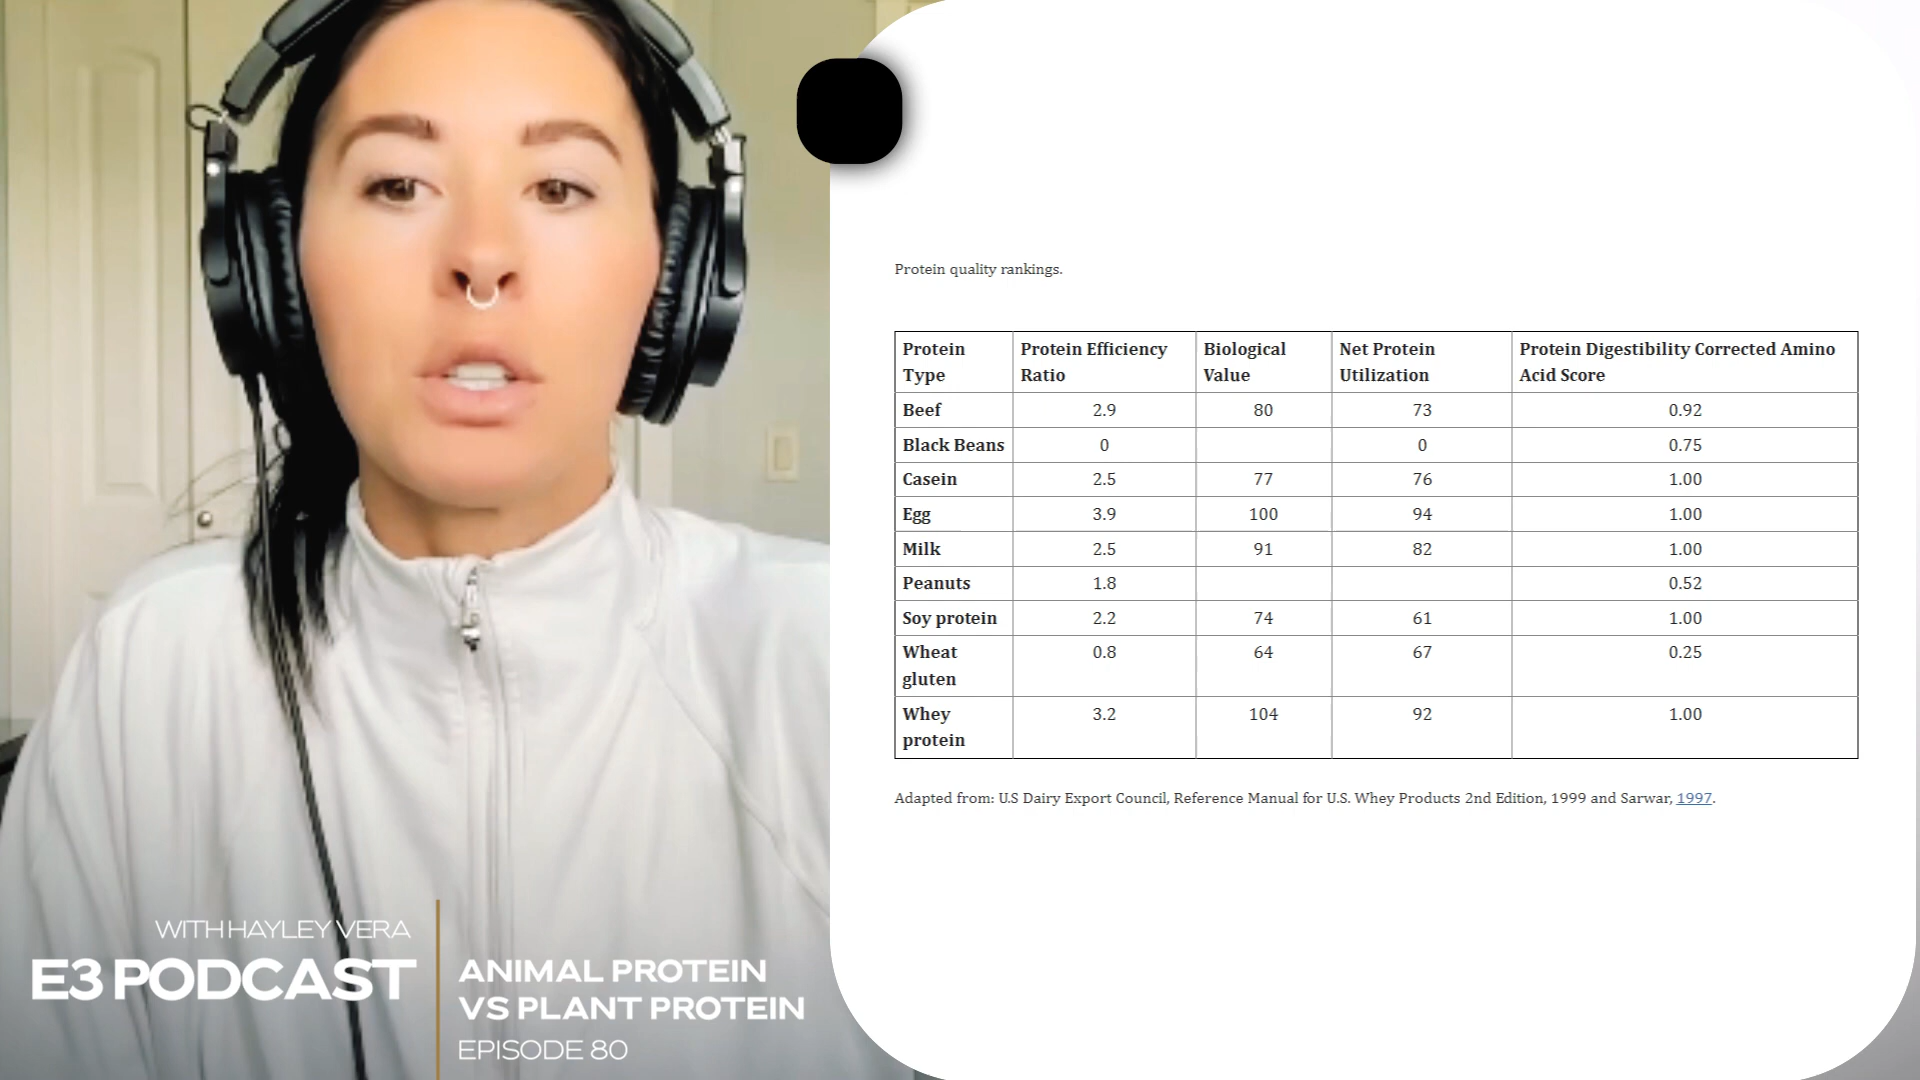 WITH HAYLEY VERA
E3 PODCAST
ANIMAL PROTEIN
VS PLANT PROTEIN
EPISODE 80
Protein quality rankings.
Protein Type Protein Efficiency Ratio Biological Value Net Protein Utilization Protein Digestibility Corrected Amino Acid Score
Beef 2.9 80 73 0.92
Black Beans 0 0 0.75
Casein 2.5 77 76 1.00
Egg 3.9 100 94 1.00
Milk 2.5 91 82 1.00
Peanuts 1.8 0.52
Soy protein 2.2 74 61 1.00
Wheat gluten 0.8 64 67 0.25
Whey protein 3.2 104 92 1.00
Adapted from: U.S Dairy Export Council, Reference Manual for U.S. Whey Products 2nd Edition, 1999 and Sarwar, 1997.